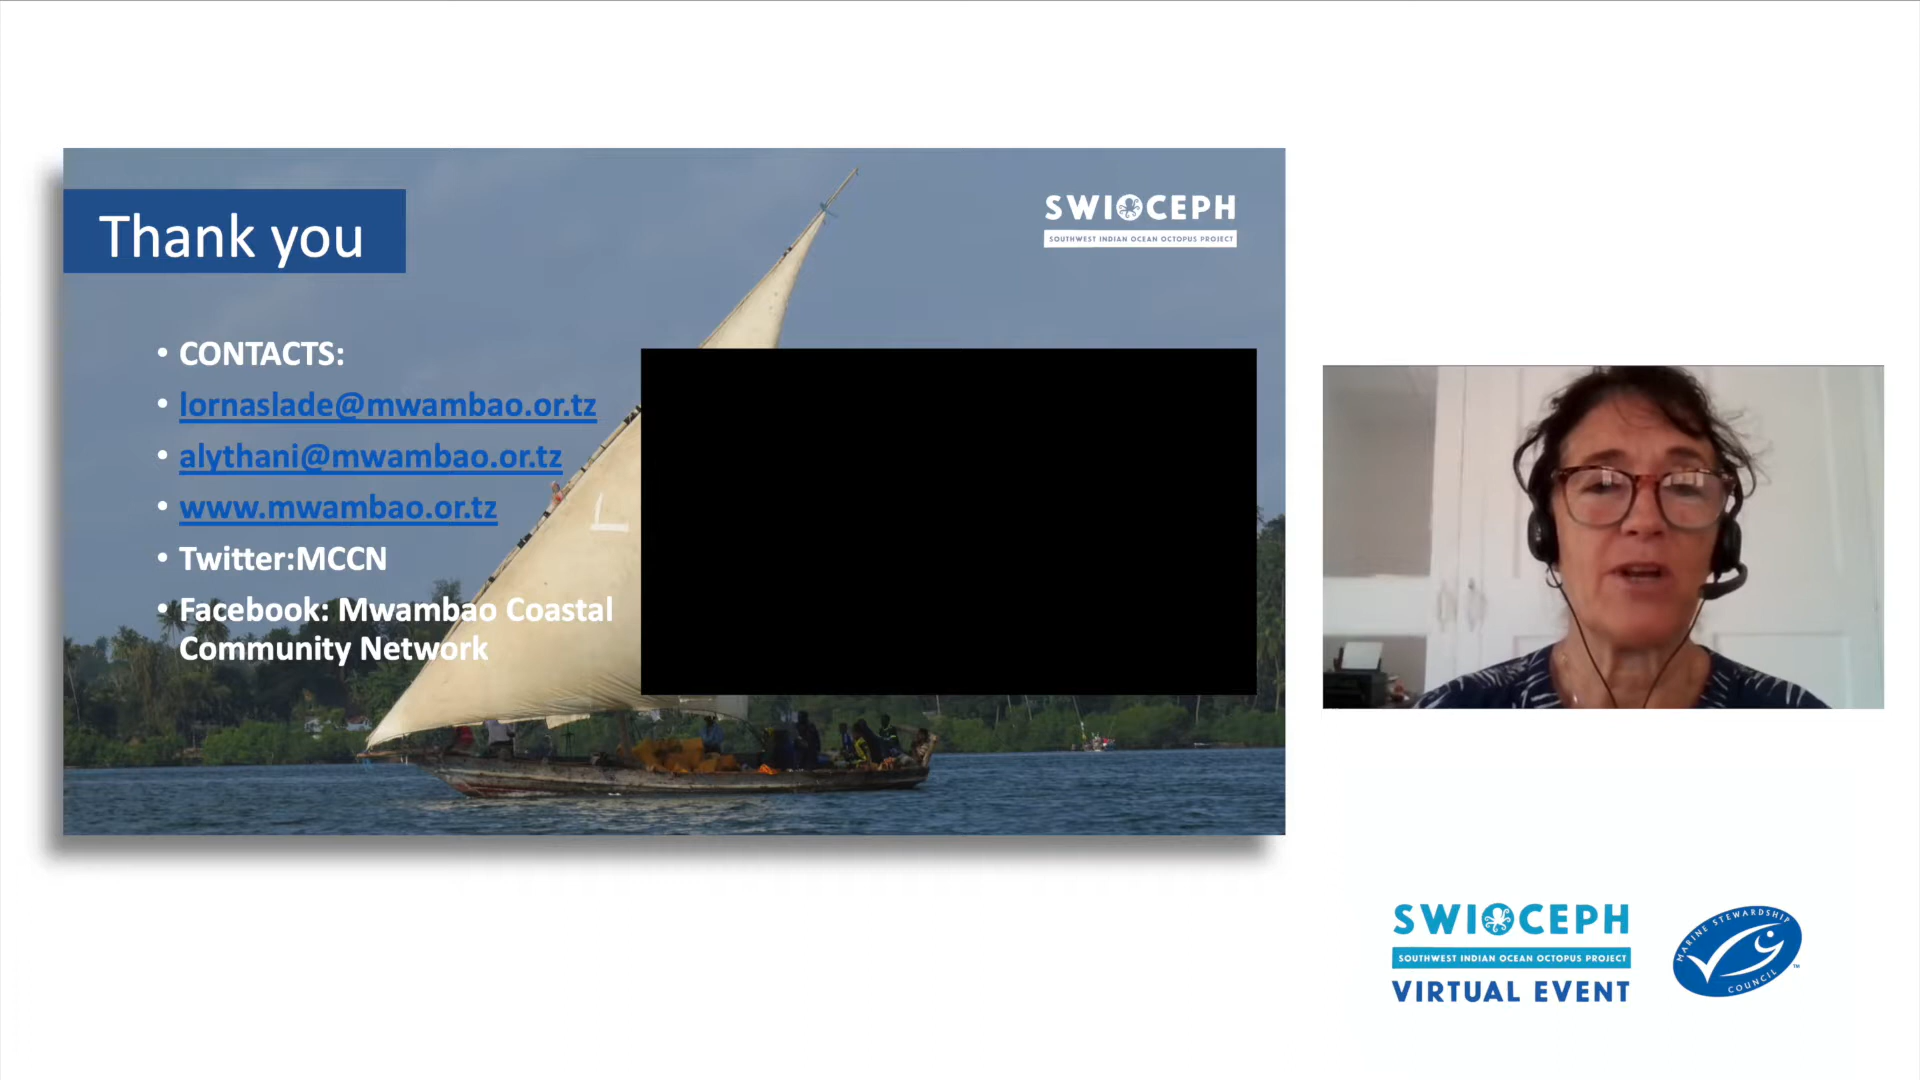 Thank you
SWIOCEPH
SOUTHWEST INDIAN OCEAN OCTOPUS PROJECT
• CONTACTS:
• lornaslade@mwambao.or.tz
• alythani@mwambao.or.tz
• www.mwambao.or.tz
• Twitter:MCCN
• Facebook: Mwambao Coastal
Community Network
SWIOCEPH
SOUTHWEST INDIAN OCEAN OCTOPUS PROJECT
VIRTUAL EVENT
MARINE STEWARDSHIP
COUNCIL
TM